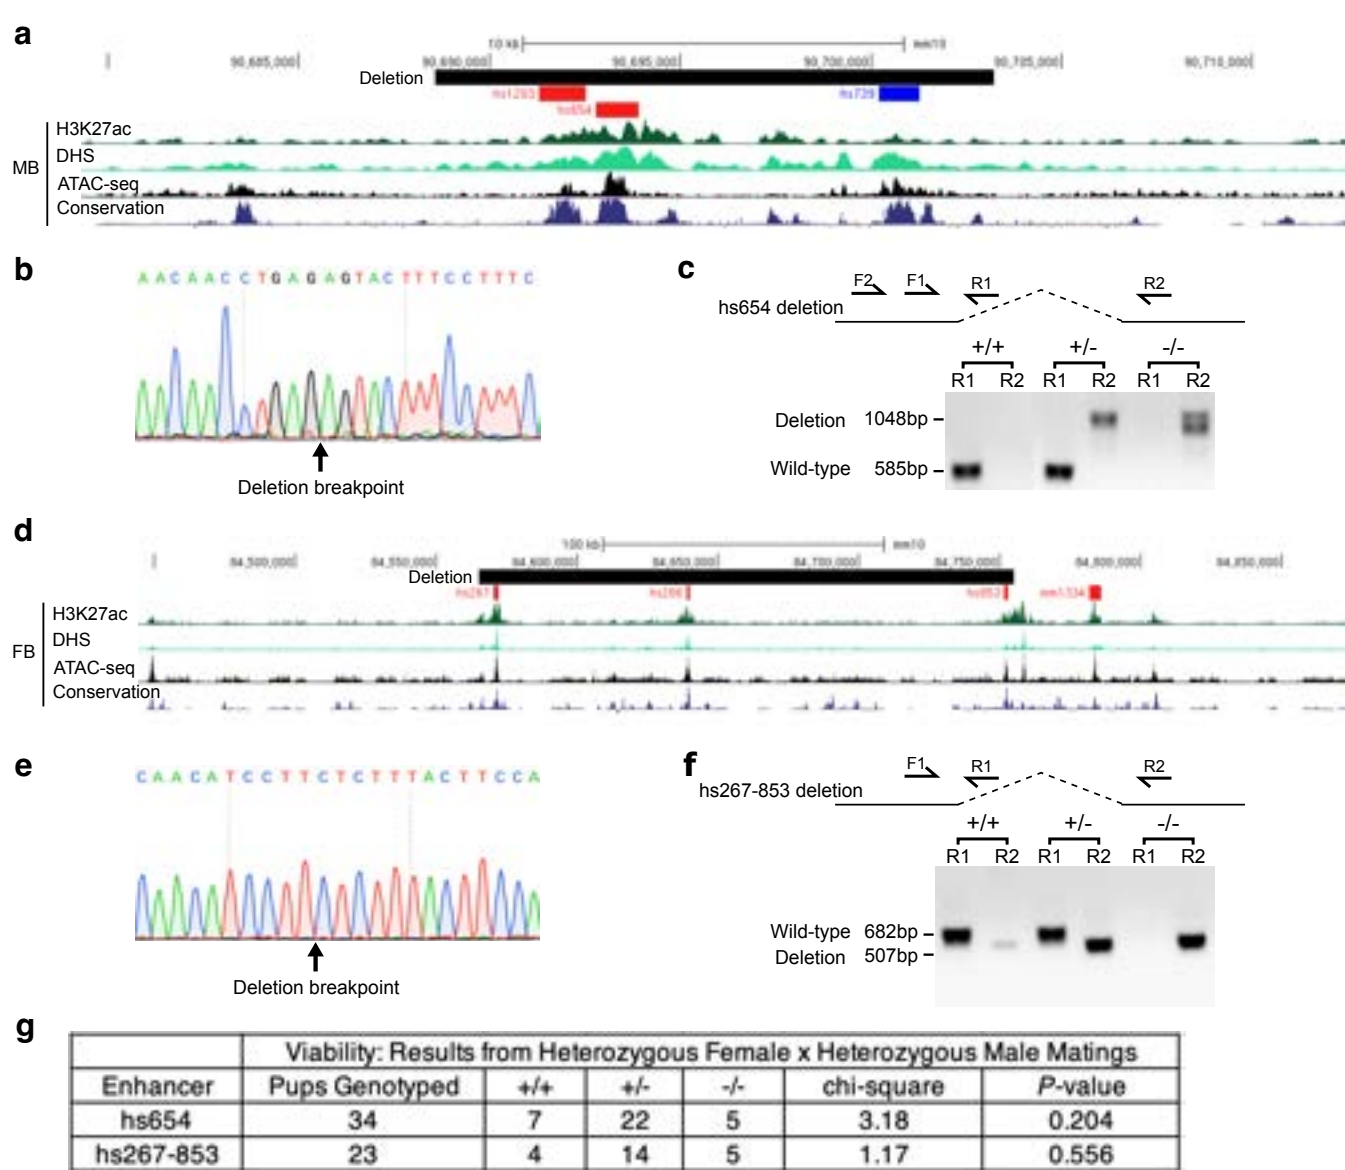 a
10 kb mm10
90,685,000 90,690,000 90,695,000 90,700,000 90,705,000 90,710,000
Deletion
hs1203 hs739
hs654
MB
H3K27ac
DHS
ATAC-seq
Conservation
b
A A C A A C C T G A G A G T A C T T T C C T T T C
Deletion breakpoint
c
F2 F1 R1 R2
hs654 deletion
+/+ +/- -/-
R1 R2 R1 R2 R1 R2
Deletion 1048bp
Wild-type 585bp
d
100 kb mm10
84,500,000 84,550,000 84,600,000 84,650,000 84,700,000 84,750,000 84,800,000 84,850,000
Deletion
hs267 hs266 hs853 mm1334
FB
H3K27ac
DHS
ATAC-seq
Conservation
e
C A A C A T C C T T C T C T T T A C T T C C A
Deletion breakpoint
f
F1 R1 R2
hs267-853 deletion
+/+ +/- -/-
R1 R2 R1 R2 R1 R2
Wild-type 682bp
Deletion 507bp
g
Viability: Results from Heterozygous Female x Heterozygous Male Matings
Enhancer Pups Genotyped +/+ +/- -/- chi-square P-value
hs654 34 7 22 5 3.18 0.204
hs267-853 23 4 14 5 1.17 0.556